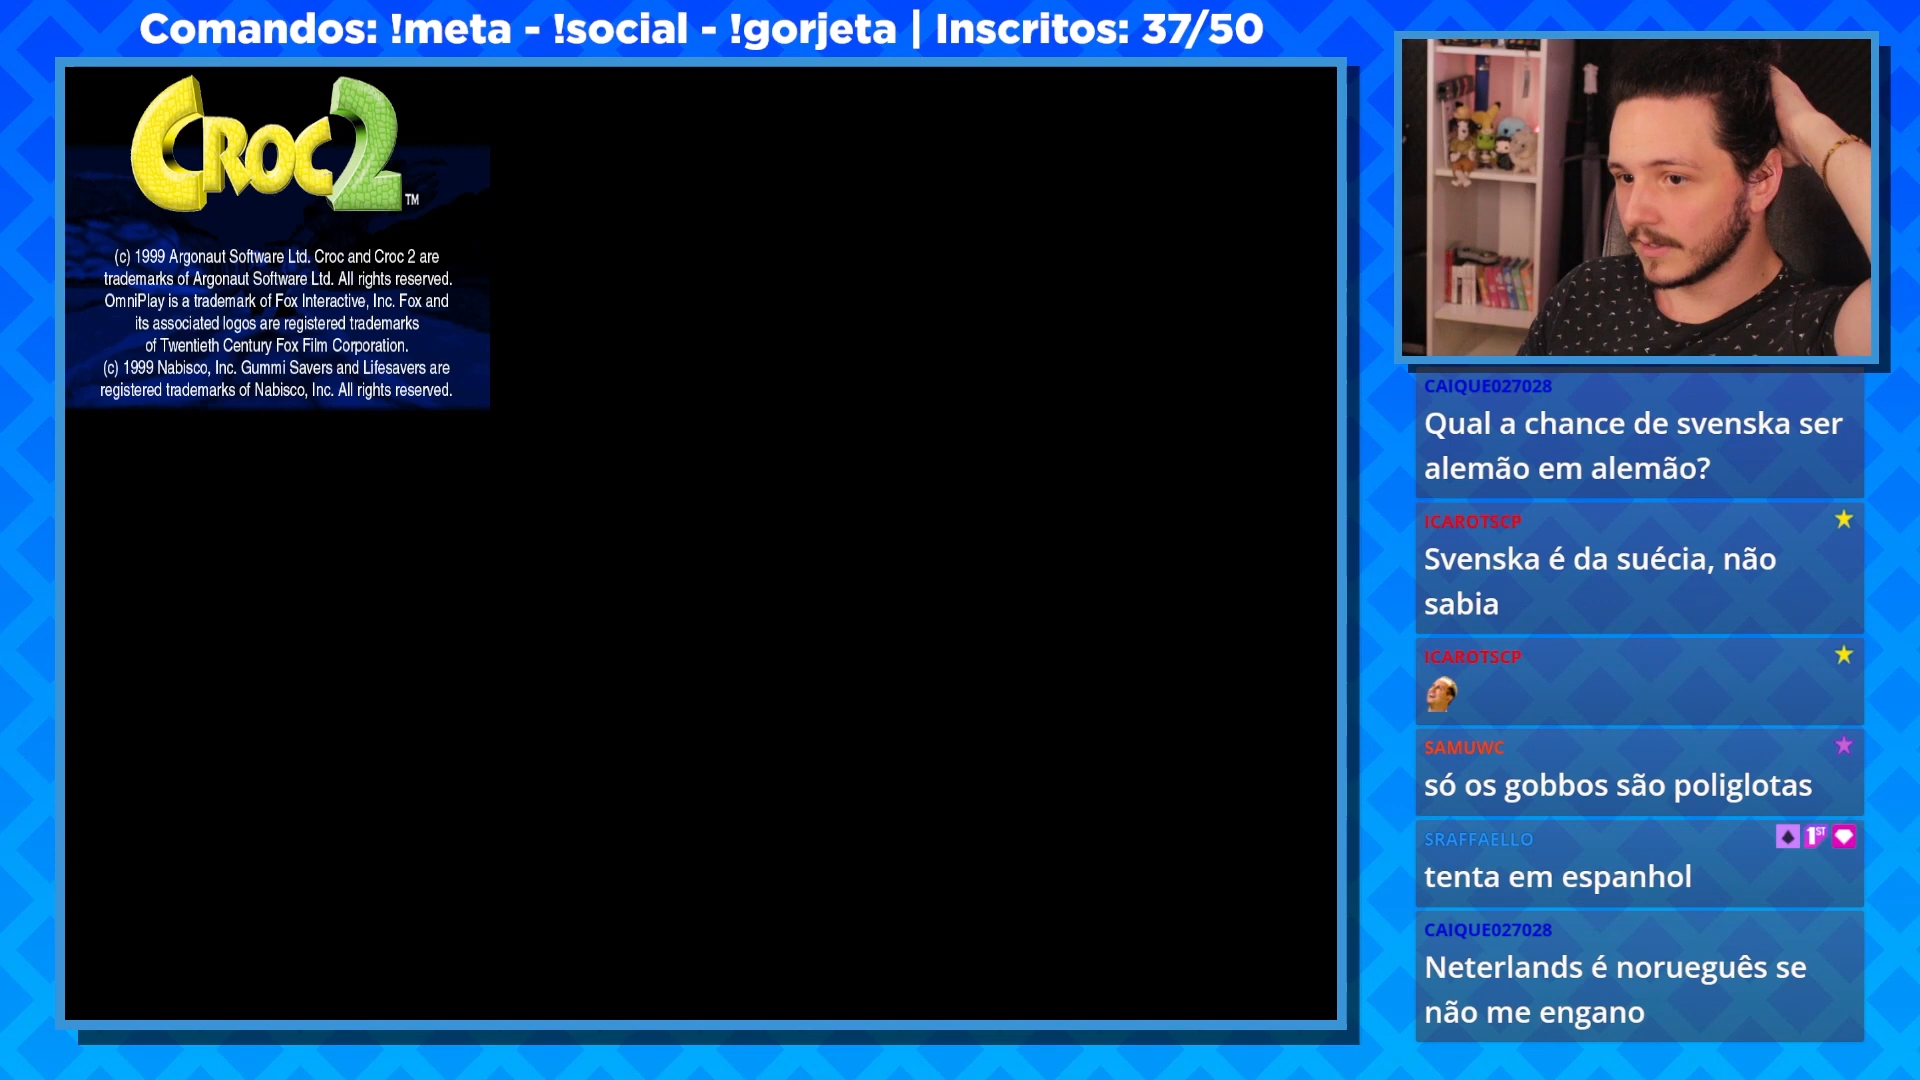 Comandos: !meta - !social - !gorjeta | Inscritos: 37/50
CROC 2 TM
(c) 1999 Argonaut Software Ltd. Croc and Croc 2 are
trademarks of Argonaut Software Ltd. All rights reserved.
OmniPlay is a trademark of Fox Interactive, Inc. Fox and
its associated logos are registered trademarks
of Twentieth Century Fox Film Corporation.
(c) 1999 Nabisco, Inc. Gummi Savers and Lifesavers are
registered trademarks of Nabisco, Inc. All rights reserved.
CAIQUE027028
Qual a chance de svenska ser
alemão em alemão?
ICAROTSCP
Svenska é da suécia, não
sabia
ICAROTSCP
SAMUWC
só os gobbos são poliglotas
SRAFFAELLO 1ST
tenta em espanhol
CAIQUE027028
Neterlands é norueguês se
não me engano